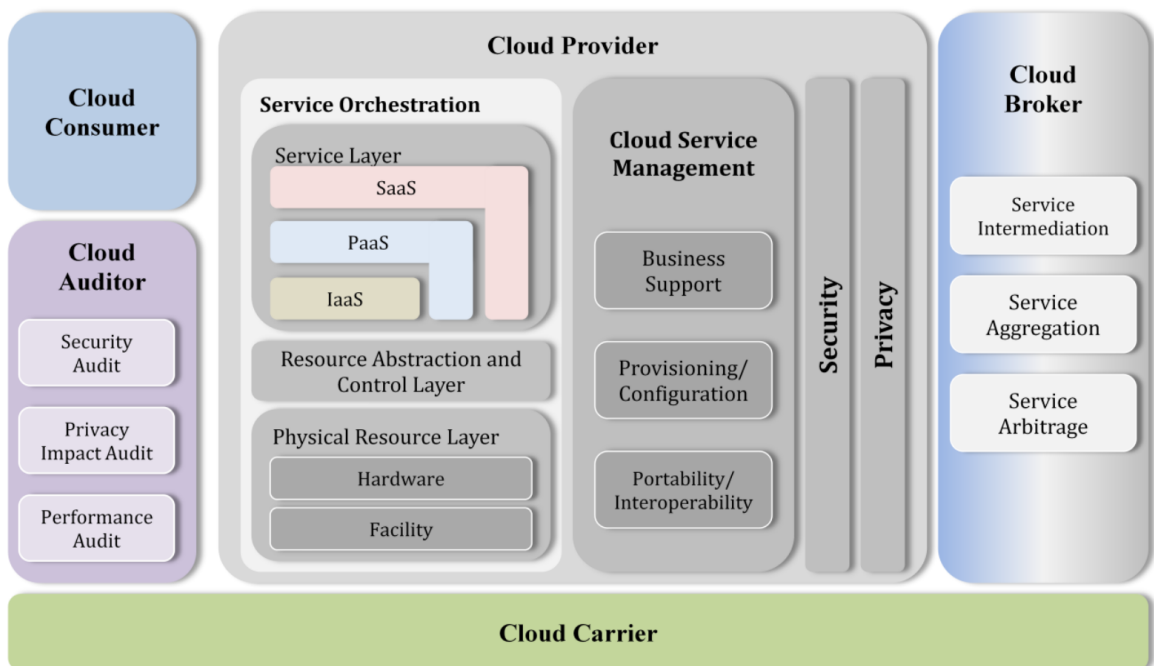 Cloud
Consumer
Cloud
Auditor
Security
Audit
Privacy
Impact Audit
Performance
Audit
Cloud Provider
Service Orchestration
Service Layer
SaaS
PaaS
IaaS
Resource Abstraction and
Control Layer
Physical Resource Layer
Hardware
Facility
Cloud Service
Management
Business
Support
Provisioning/
Configuration
Portability/
Interoperability
Security
Privacy
Cloud
Broker
Service
Intermediation
Service
Aggregation
Service
Arbitrage
Cloud Carrier